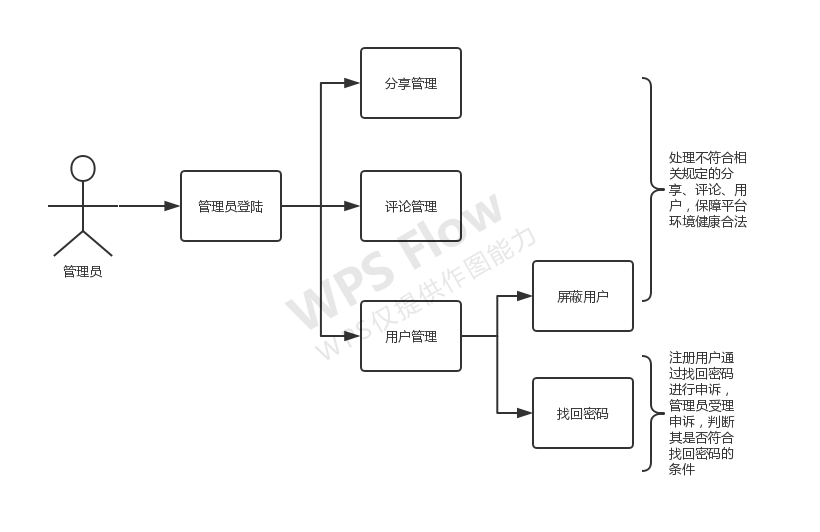 分享管理
处理不符合相
关规定的分
享、评论、用
户，保障平台
环境健康合法
管理员登陆
评论管理
管理员
WPS Flow
WPS仅提供作图能力
屏蔽用户
用户管理
注册用户通
过找回密码
进行申诉，
管理员受理
申诉，判断
其是否符合
找回密码的
条件
找回密码